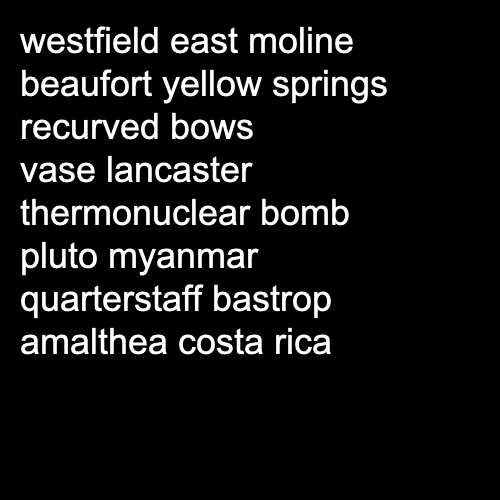 westfield east moline
beaufort yellow springs
recurved bows
vase lancaster
thermonuclear bomb
pluto myanmar
quarterstaff bastrop
amalthea costa rica